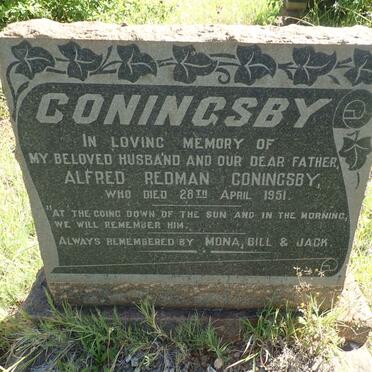 CONINGSBY
IN LOVING MEMORY OF
MY BELOVED HUSBAND AND OUR DEAR FATHER,
ALFRED REDMAN CONINGSBY,
WHO DIED 28TH APRIL 1951.
"AT THE GOING DOWN OF THE SUN AND IN THE MORNING,
WE WILL REMEMBER HIM.
ALWAYS REMEMBERED BY MONA, BILL & JACK.